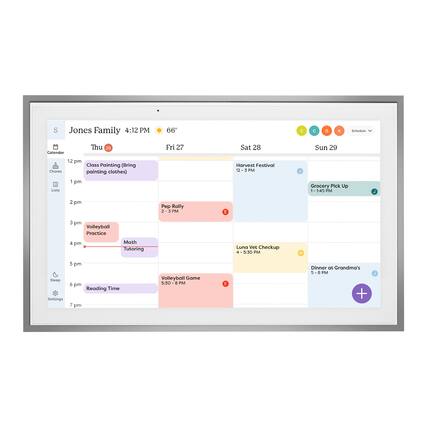 S Jones Family 4:12 PM 66° Schedule
Calendar Thu 26 Fri 27 Sat 28 Sun 29
Chores
Lists
Sleep
Settings
12 pm
1 pm
2 pm
3 pm
4 pm
5 pm
6 pm
7 pm
Class Painting (Bring
painting clothes)
Volleyball
Practice
Math
Tutoring
Reading Time
Pep Rally
2 - 3 PM
Volleyball Game
5:30 - 8 PM
Harvest Festival
12 - 3 PM
Luna Vet Checkup
4 - 5:30 PM
Grocery Pick Up
1 - 1:45 PM
Dinner at Grandma's
5 - 8 PM